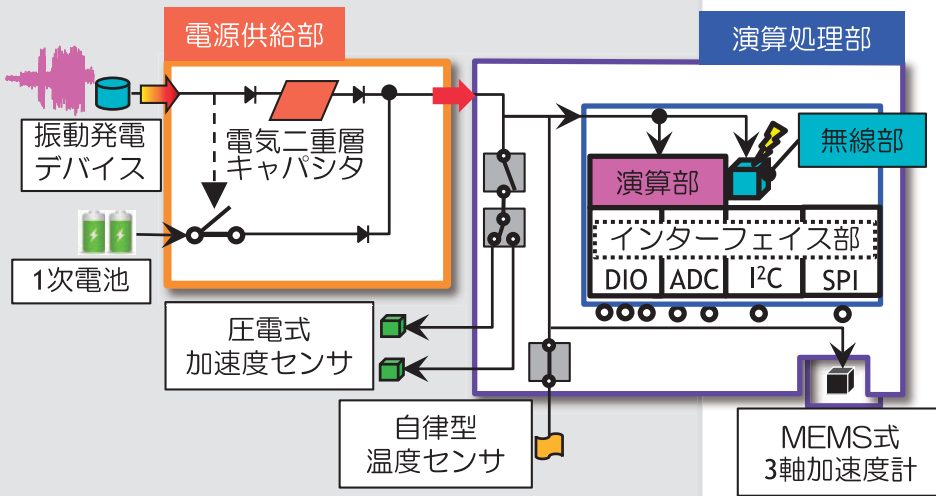 電源供給部
演算処理部
振動発電
デバイス
電気二重層
キャパシタ
無線部
演算部
インターフェイス部
DIO
ADC
I²C
SPI
1次電池
圧電式
加速度センサ
自律型
温度センサ
MEMS式
3軸加速度計